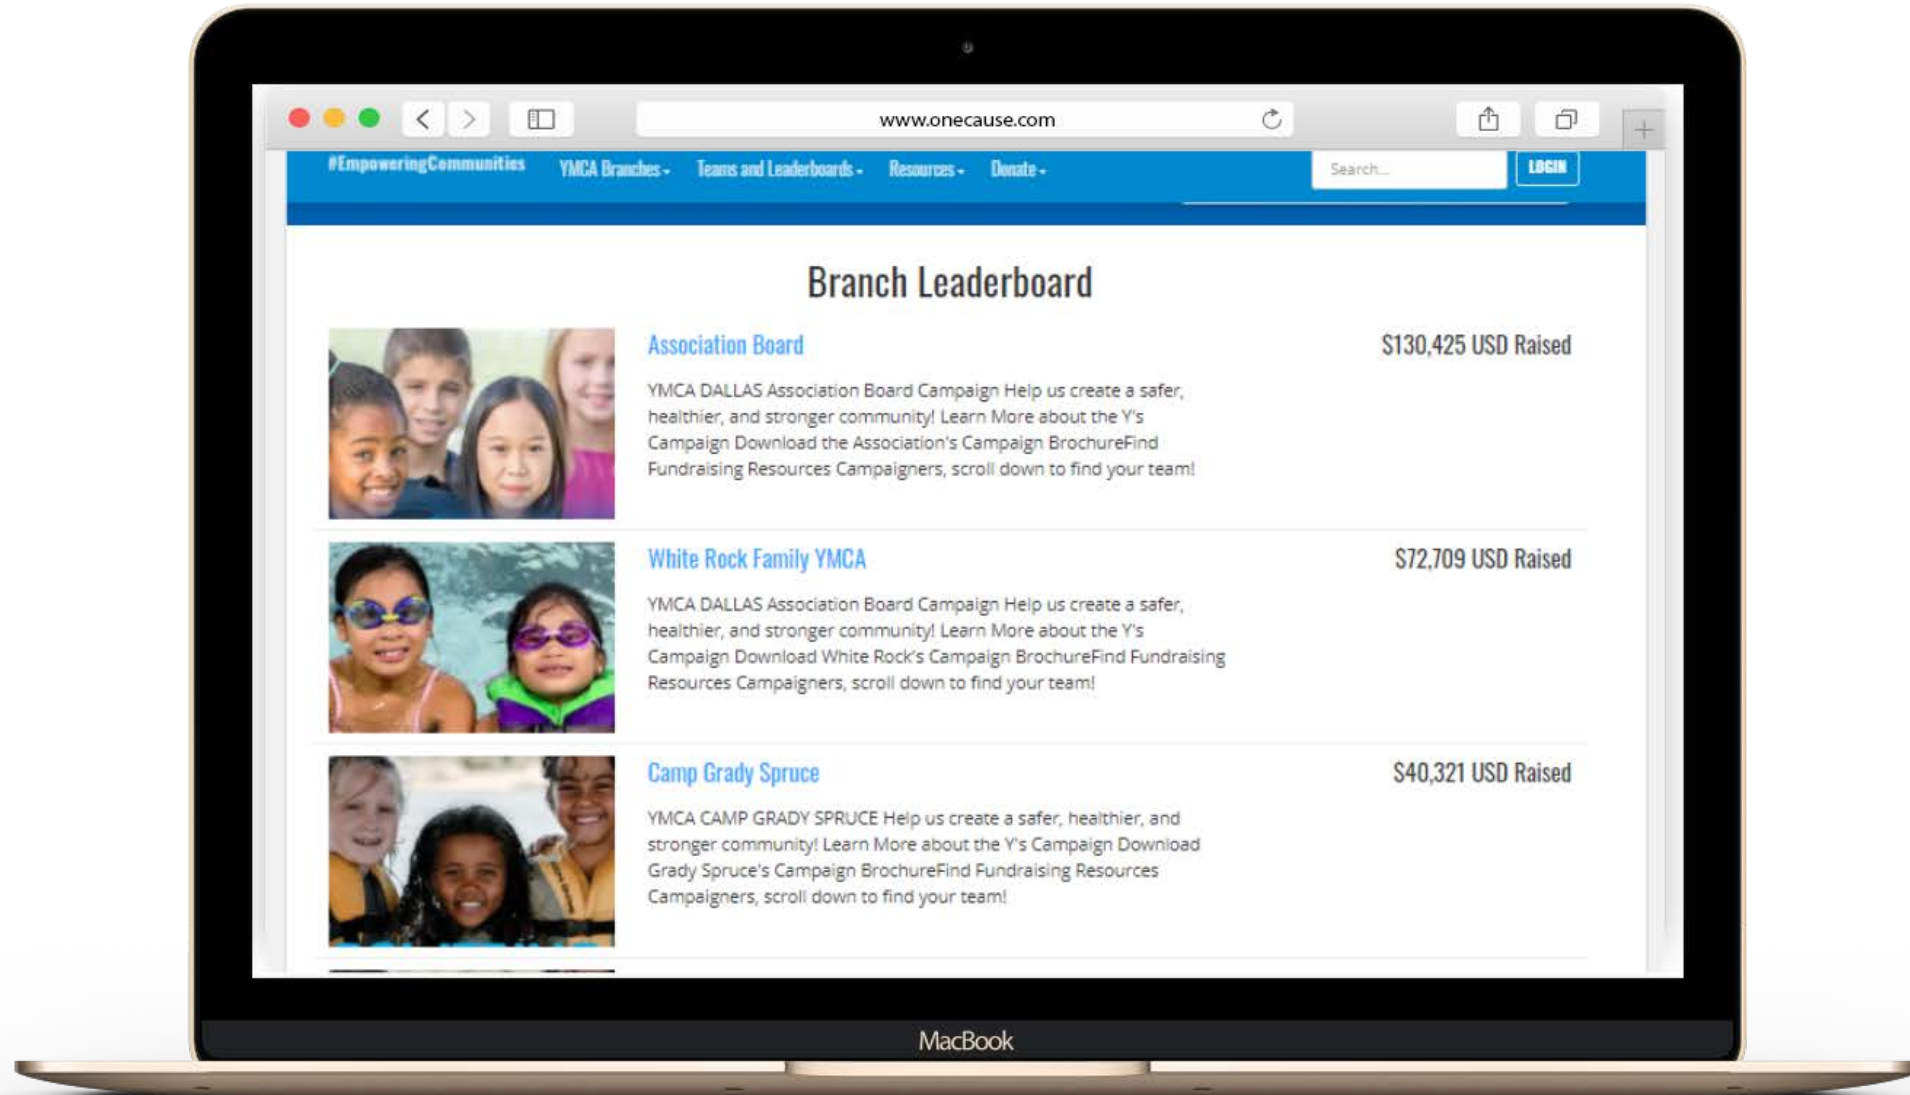 www.onecause.com
#EmpoweringCommunities YMCA Branches Teams and Leaderboards Resources Donate Search... LOGIN
Branch Leaderboard
Association Board $130,425 USD Raised
YMCA DALLAS Association Board Campaign Help us create a safer,
healthier, and stronger community! Learn More about the Y's
Campaign Download the Association's Campaign BrochureFind
Fundraising Resources Campaigners, scroll down to find your team!
White Rock Family YMCA $72,709 USD Raised
YMCA DALLAS Association Board Campaign Help us create a safer,
healthier, and stronger community! Learn More about the Y's
Campaign Download White Rock's Campaign BrochureFind Fundraising
Resources Campaigners, scroll down to find your team!
Camp Grady Spruce $40,321 USD Raised
YMCA CAMP GRADY SPRUCE Help us create a safer, healthier, and
stronger community! Learn More about the Y's Campaign Download
Grady Spruce's Campaign BrochureFind Fundraising Resources
Campaigners, scroll down to find your team!
MacBook